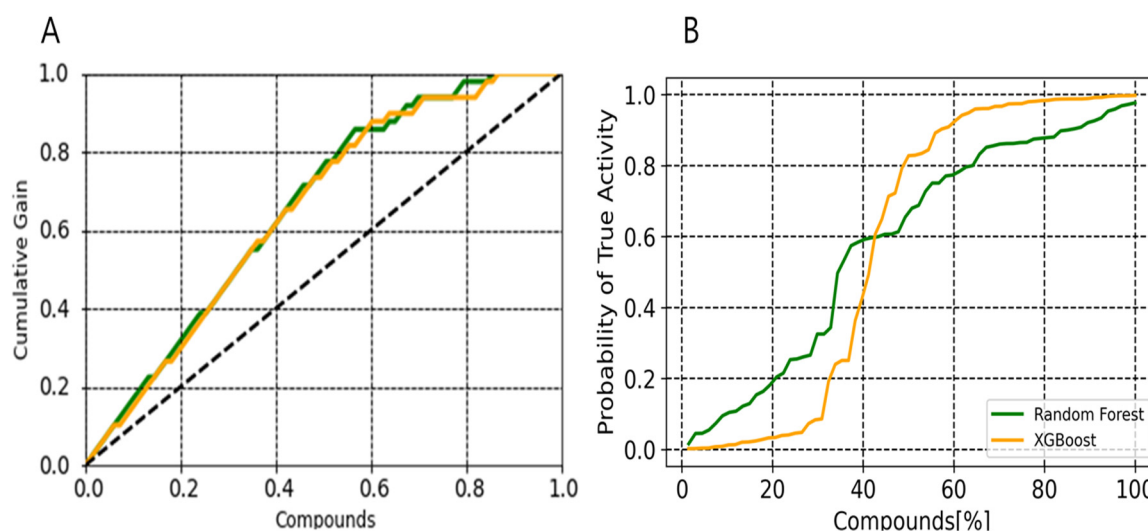 A
Cumulative Gain
1.0
0.8
0.6
0.4
0.2
0.0
0.0 0.2 0.4 0.6 0.8 1.0
Compounds
B
Probability of True Activity
1.0
0.8
0.6
0.4
0.2
0.0
Random Forest
XGBoost
0 20 40 60 80 100
Compounds[%]